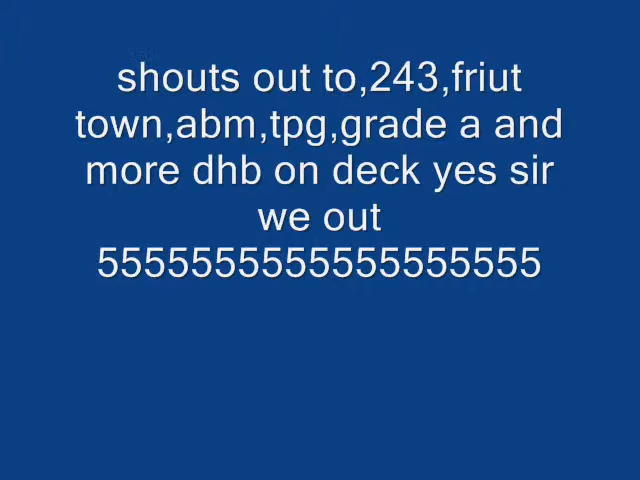 shouts out to,243,friut
town,abm,tpg,grade a and
more dhb on deck yes sir
we out
5555555555555555555